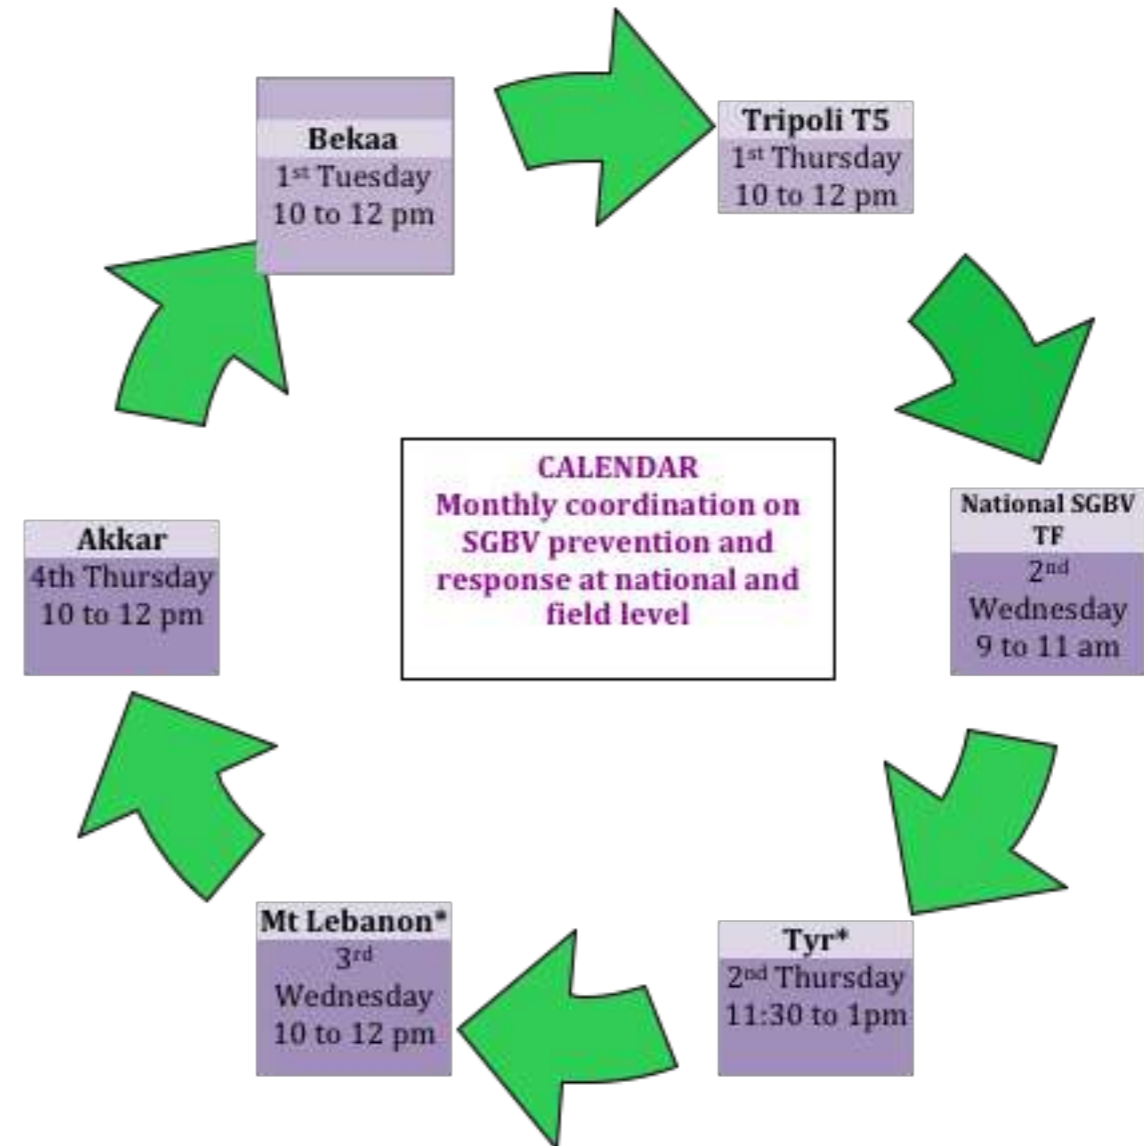 Bekaa
1st Tuesday
10 to 12 pm
Tripoli T5
1st Thursday
10 to 12 pm
National SGBV
TF
2nd
Wednesday
9 to 11 am
Tyr*
2nd Thursday
11:30 to 1pm
Mt Lebanon*
3rd
Wednesday
10 to 12 pm
Akkar
4th Thursday
10 to 12 pm
CALENDAR
Monthly coordination on
SGBV prevention and
response at national and
field level